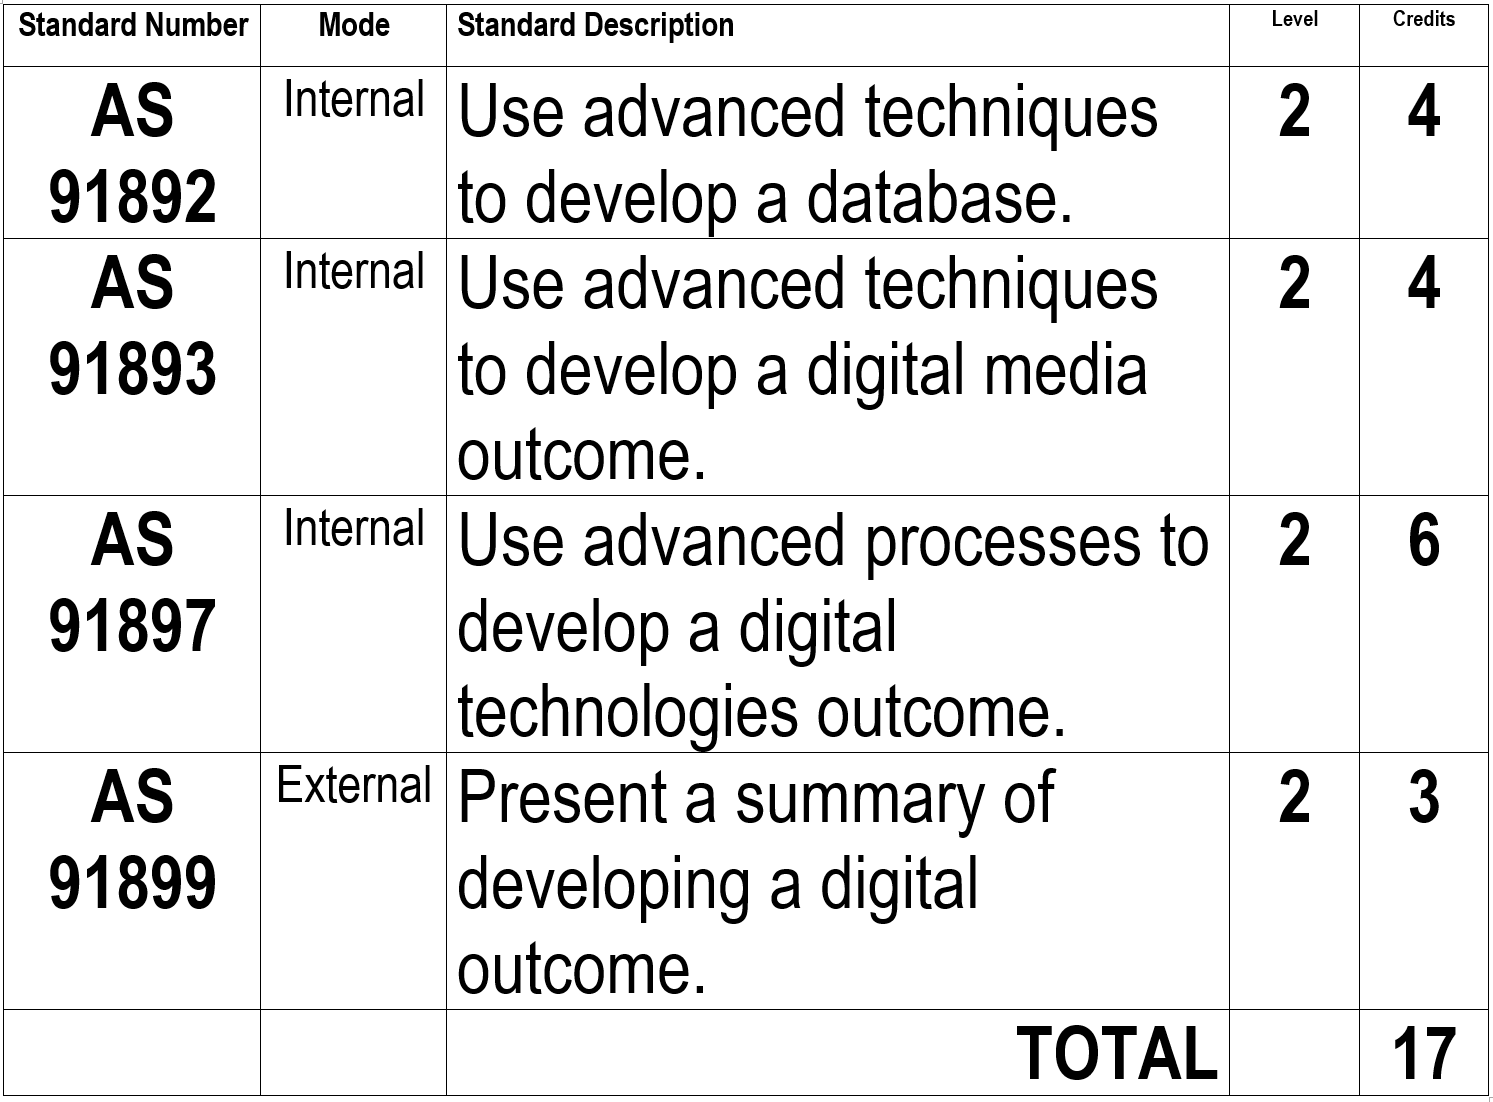 Standard Number Mode Standard Description Level Credits
AS Internal Use advanced techniques 2 4
91892 to develop a database.
AS Internal Use advanced techniques 2 4
91893 to develop a digital media
outcome.
AS Internal Use advanced processes to 2 6
91897 develop a digital
technologies outcome.
AS External Present a summary of 2 3
91899 developing a digital
outcome.
TOTAL 17